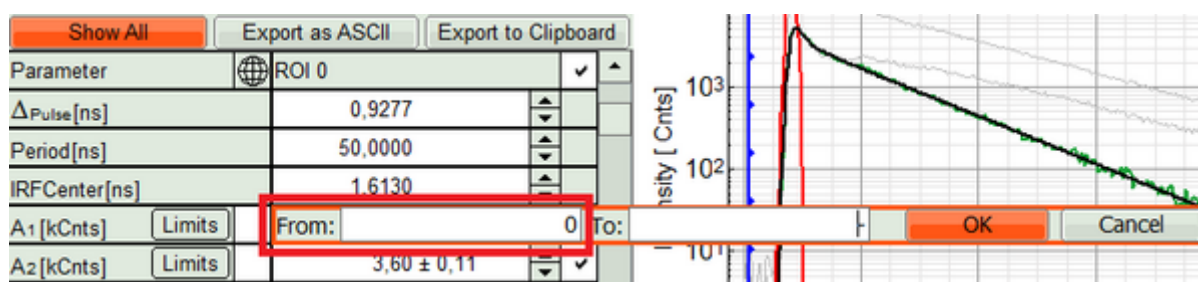 Show All Export as ASCII Export to Clipboard
Parameter ROI 0
ΔPulse[ns] 0,9277
Period[ns] 50,0000
IRFCenter[ns] 1,6130
A1[kCnts] Limits From: 0 To: OK Cancel
A2[kCnts] Limits 3,60 ± 0,11
nsity [ Cnts]
10³
10²
10¹